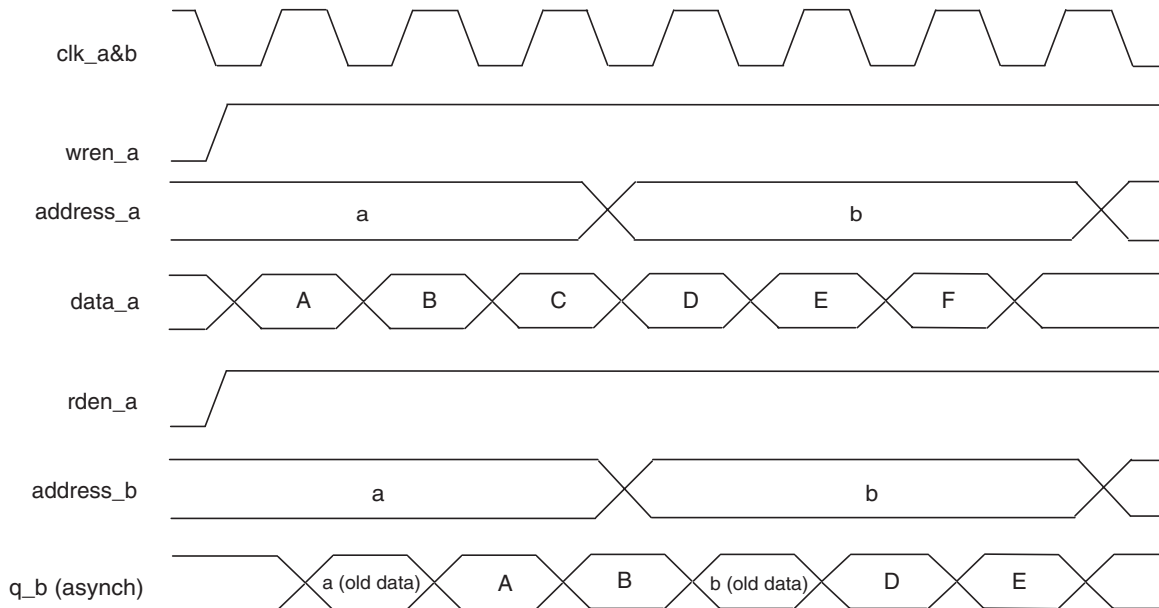 clk_a&b
wren_a
address_a a b
data_a A B C D E F
rden_a
address_b a b
q_b (asynch) a (old data) A B b (old data) D E